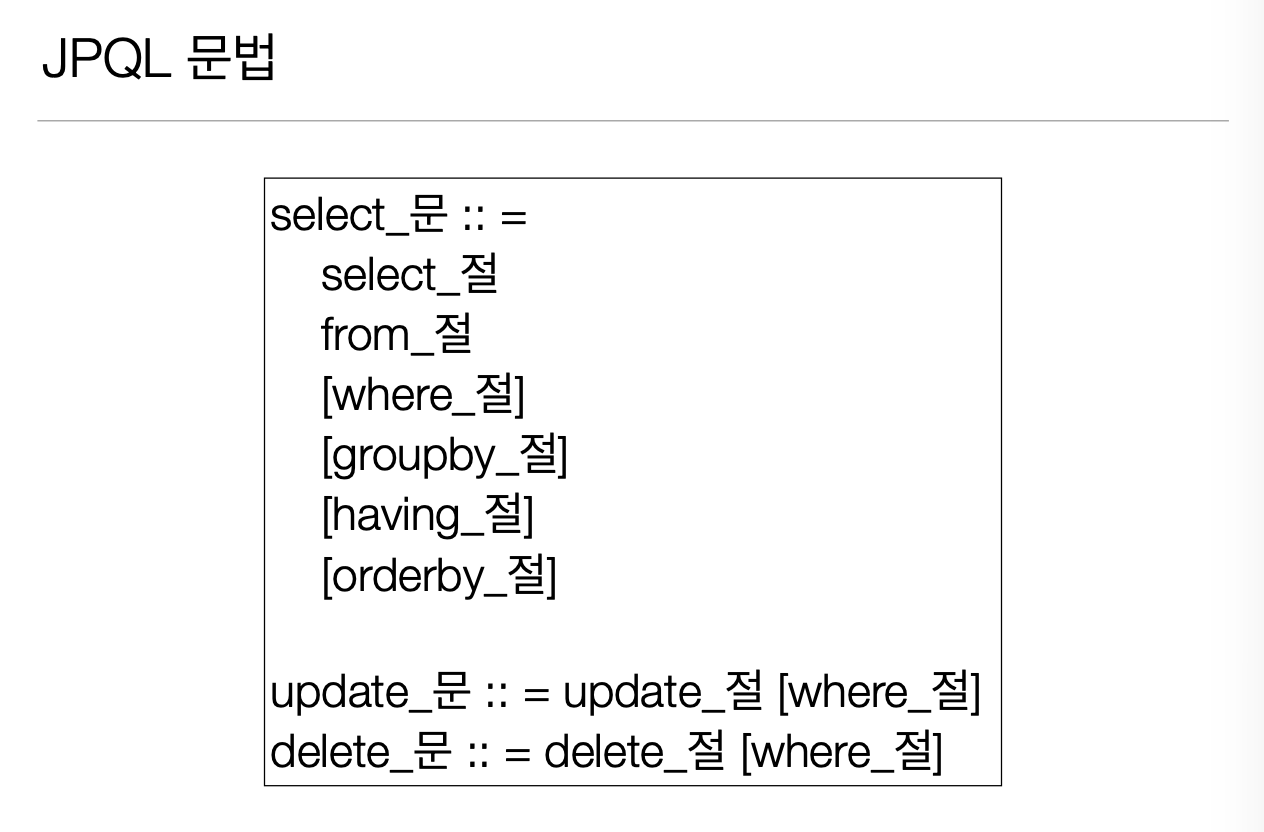 JPQL 문법
select_문 :: =
select_절
from_절
[where_절]
[groupby_절]
[having_절]
[orderby_절]
update_문 :: = update_절 [where_절]
delete_문 :: = delete_절 [where_절]